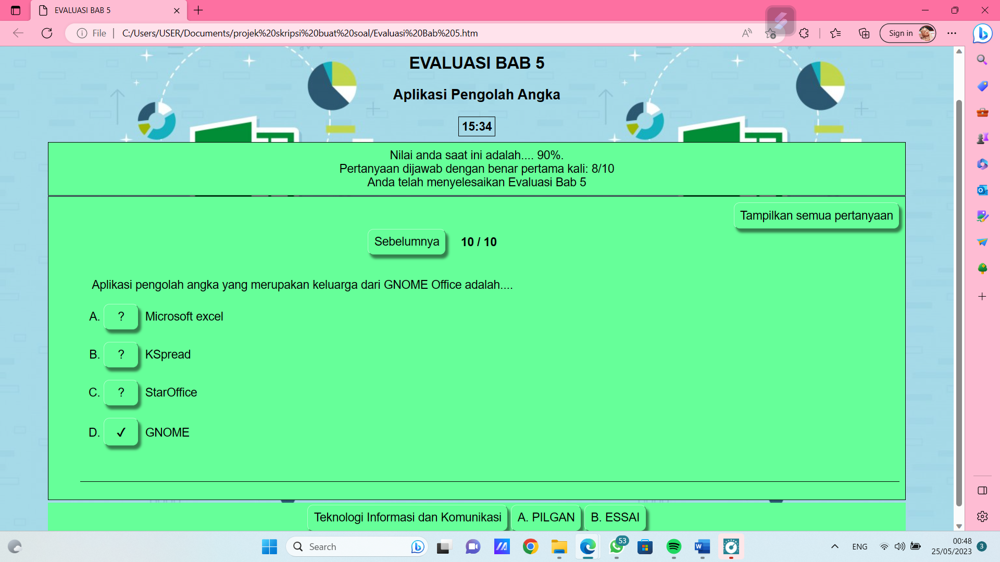 EVALUASI BAB 5
File
C:/Users/USER/Documents/projek%20skripsi%20buat%20soal/Evaluasi%20Bab%205.htm
Sign in
EVALUASI BAB 5
Aplikasi Pengolah Angka
15:34
Nilai anda saat ini adalah.... 90%.
Pertanyaan dijawab dengan benar pertama kali: 8/10
Anda telah menyelesaikan Evaluasi Bab 5
Tampilkan semua pertanyaan
Sebelumnya 10 / 10
Aplikasi pengolah angka yang merupakan keluarga dari GNOME Office adalah....
A. ? Microsoft excel
B. ? KSpread
C. ? StarOffice
D. ✓ GNOME
Teknologi Informasi dan Komunikasi A. PILGAN B. ESSAI
Search
53
ENG
00:48
25/05/2023
3